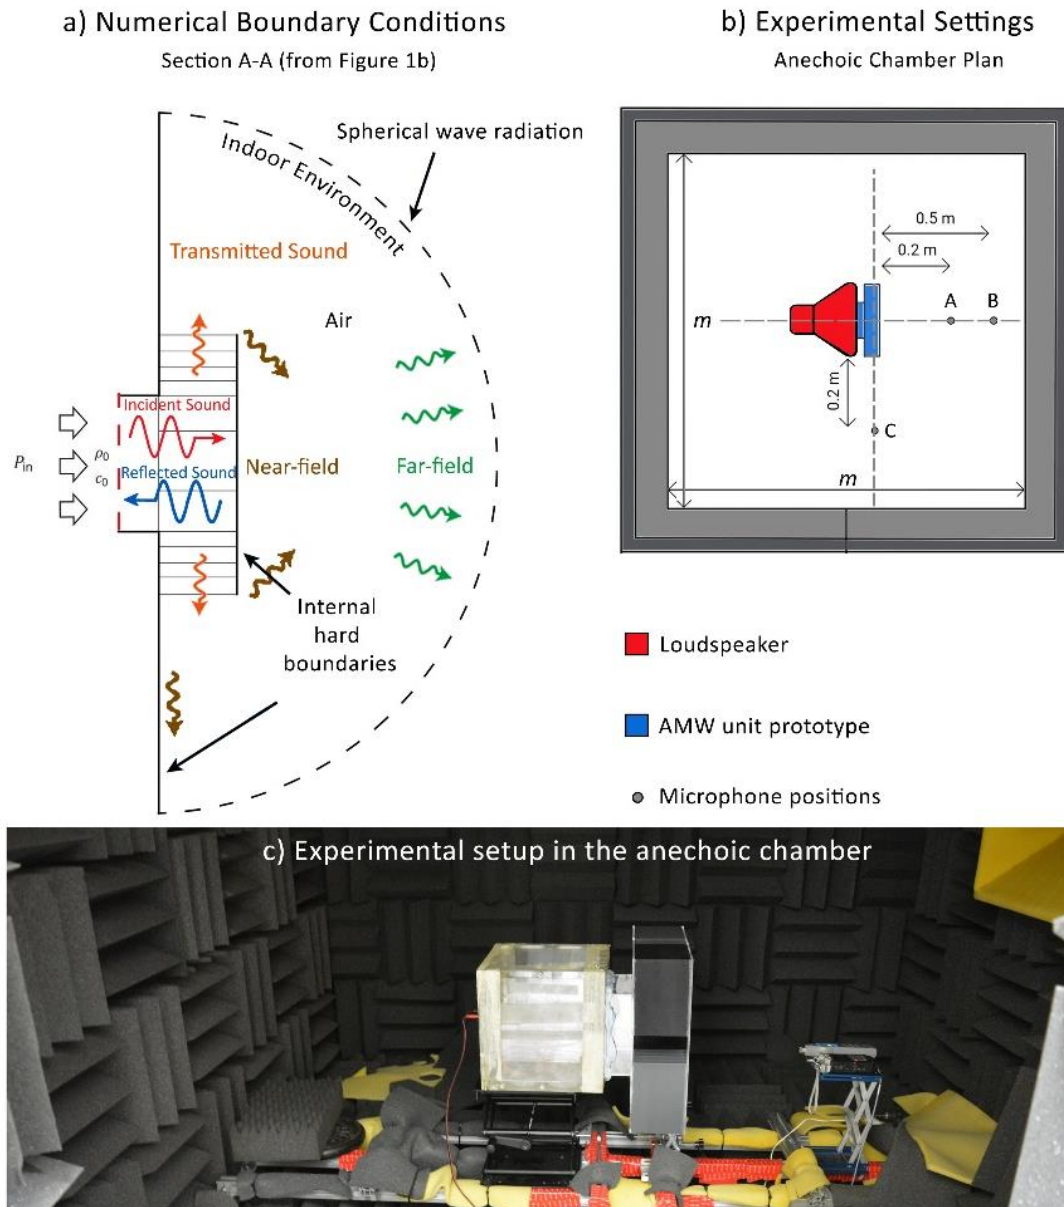 a) Numerical Boundary Conditions
Section A-A (from Figure 1b)
Spherical wave radiation
Indoor Environment
Transmitted Sound
Air
Incident Sound
Pin
ρ0
c0
Reflected Sound
Near-field
Far-field
Internal
hard
boundaries
b) Experimental Settings
Anechoic Chamber Plan
0.5 m
0.2 m
A
B
m
0.2 m
C
m
Loudspeaker
AMW unit prototype
Microphone positions
c) Experimental setup in the anechoic chamber